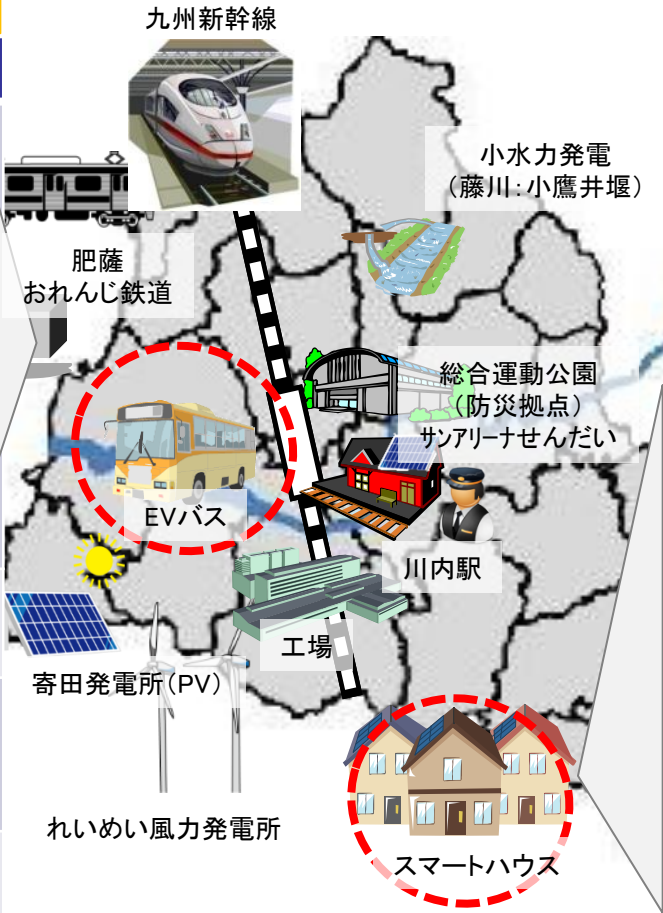 九州新幹線
小水力発電
（藤川：小鷹井堰）
肥薩
おれんじ鉄道
総合運動公園
（防災拠点）
サンアリーナせんだい
EVバス
川内駅
工場
寄田発電所（PV）
れいめい風力発電所
スマートハウス